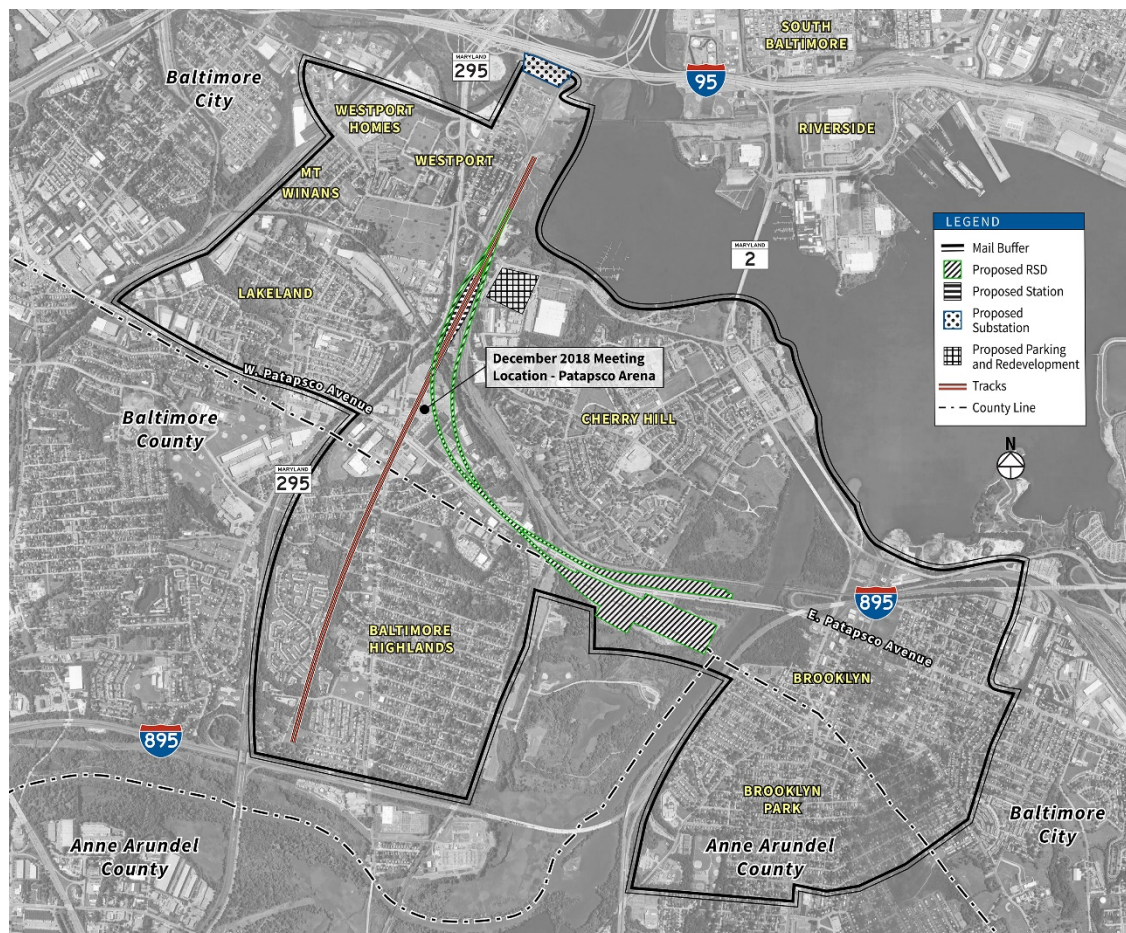 SOUTH
BALTIMORE
MARYLAND
295
95
Baltimore
City
WESTPORT
HOMES
RIVERSIDE
WESTPORT
MT
WINANS
LEGEND
Mail Buffer
Proposed RSD
Proposed Station
Proposed
Substation
Proposed Parking
and Redevelopment
Tracks
County Line
MARYLAND
2
LAKELAND
December 2018 Meeting
Location - Patapsco Arena
W. Patapsco Avenue
CHERRY HILL
Baltimore
County
N
MARYLAND
295
895
E. Patapsco Avenue
BALTIMORE
HIGHLANDS
BROOKLYN
895
BROOKLYN
PARK
Baltimore
City
Anne Arundel
County
Anne Arundel
County